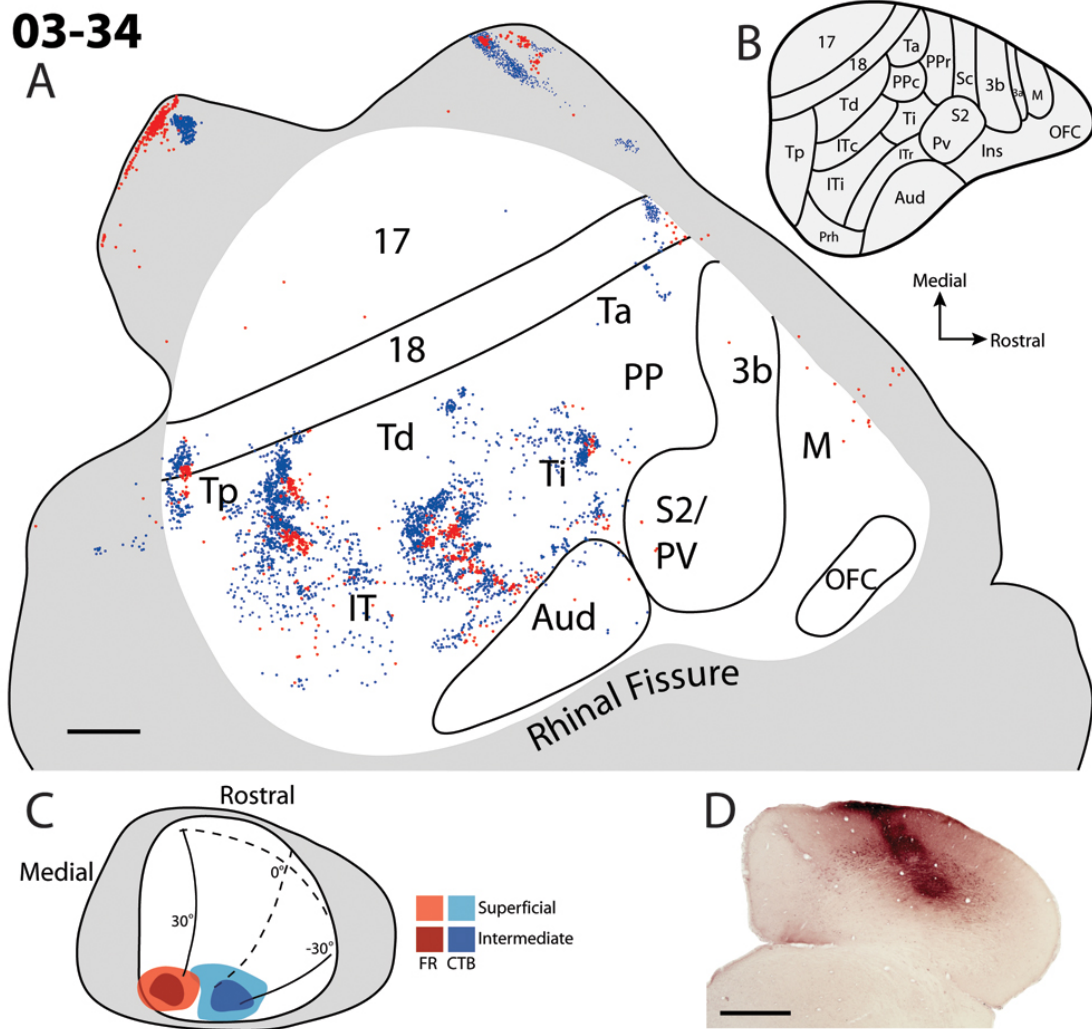 03-34
A
17
18
Ta
PP
3b
Td
Ti
M
Tp
S2/
PV
IT
OFC
Aud
Rhinal Fissure
B
17
18
Ta
PPr
PPc
Sc
3b
3a
M
Td
Ti
S2
OFC
Tp
ITc
Pv
Ins
ITr
ITi
Aud
Prh
Medial
Rostral
C
Rostral
Medial
0°
30°
-30°
Superficial
Intermediate
FR CTB
D